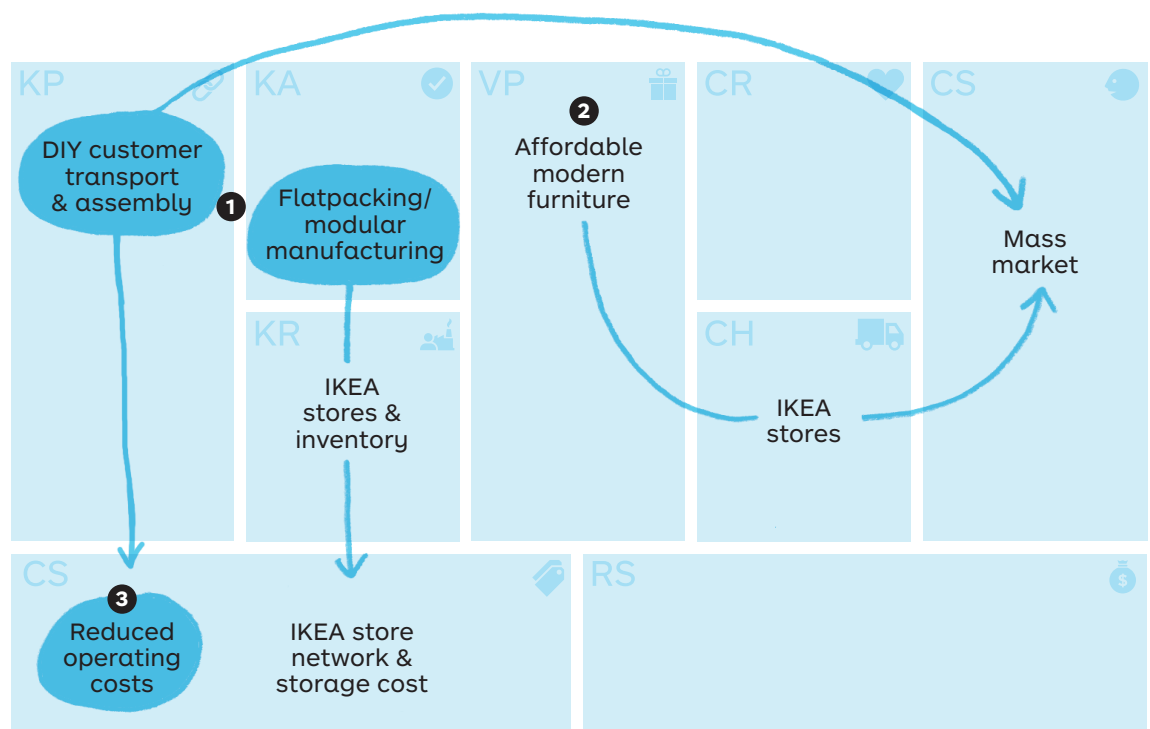 KP
DIY customer
transport
& assembly
1
KA
Flatpacking/
modular
manufacturing
KR
IKEA
stores &
inventory
VP
2
Affordable
modern
furniture
CR
CH
IKEA
stores
CS
Mass
market
CS
3
Reduced
operating
costs
IKEA store
network &
storage cost
RS
$